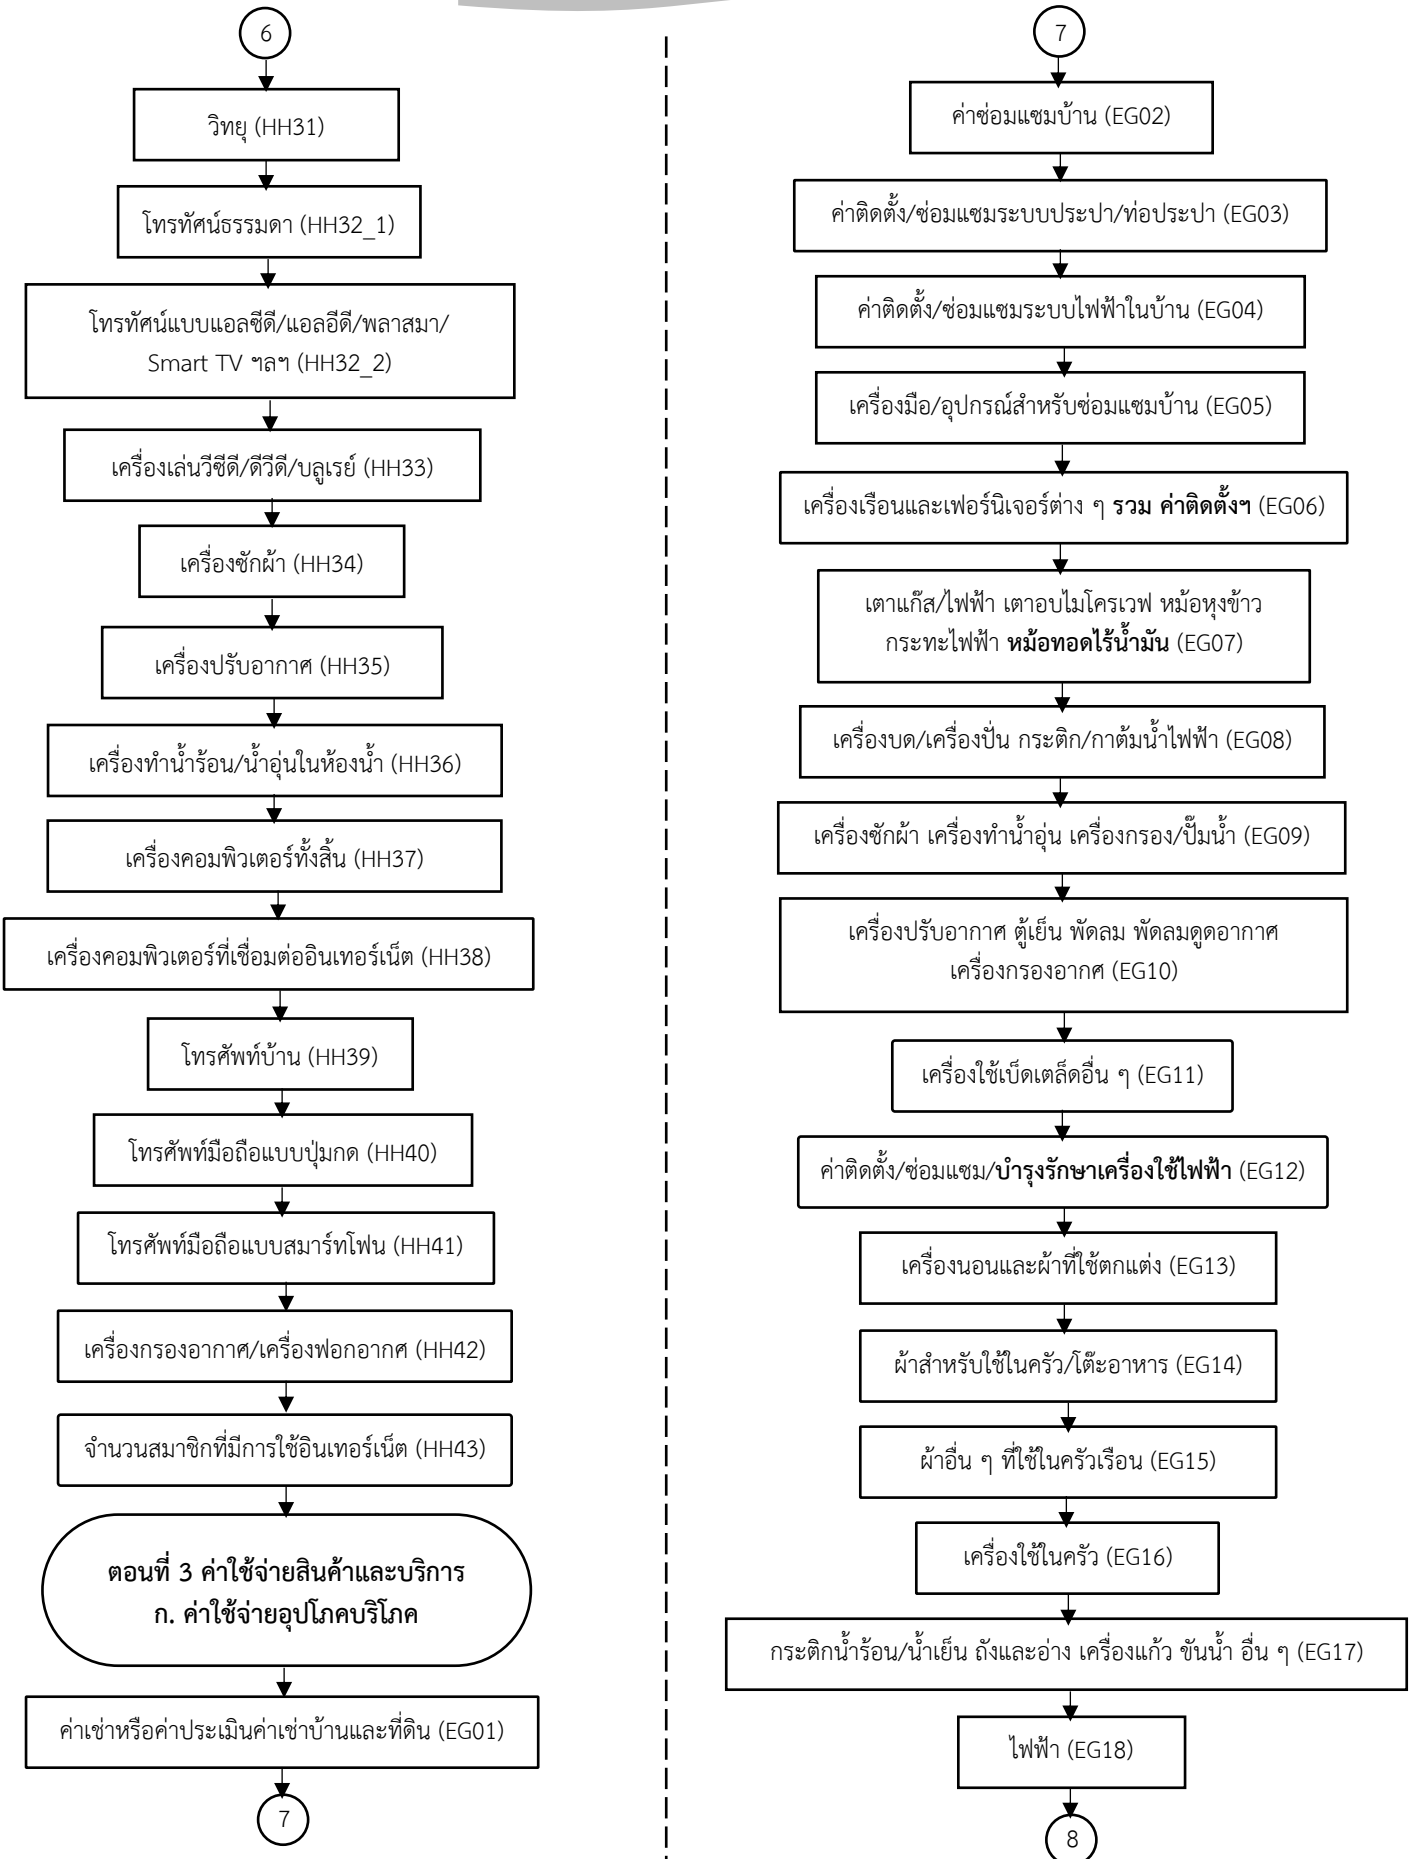 6
วิทยุ (HH31)
โทรทัศน์ธรรมดา (HH32_1)
โทรทัศน์แบบแอลซีดี/แอลอีดี/พลาสมา/
Smart TV ฯลฯ (HH32_2)
เครื่องเล่นวีซีดี/ดีวีดี/บลูเรย์ (HH33)
เครื่องซักผ้า (HH34)
เครื่องปรับอากาศ (HH35)
เครื่องทำน้ำร้อน/น้ำอุ่นในห้องน้ำ (HH36)
เครื่องคอมพิวเตอร์ทั้งสิ้น (HH37)
เครื่องคอมพิวเตอร์ที่เชื่อมต่ออินเทอร์เน็ต (HH38)
โทรศัพท์บ้าน (HH39)
โทรศัพท์มือถือแบบปุ่มกด (HH40)
โทรศัพท์มือถือแบบสมาร์ทโฟน (HH41)
เครื่องกรองอากาศ/เครื่องฟอกอากาศ (HH42)
จำนวนสมาชิกที่มีการใช้อินเทอร์เน็ต (HH43)
ตอนที่ 3 ค่าใช้จ่ายสินค้าและบริการ
ก. ค่าใช้จ่ายอุปโภคบริโภค
ค่าเช่าหรือค่าประเมินค่าเช่าบ้านและที่ดิน (EG01)
7
7
ค่าซ่อมแซมบ้าน (EG02)
ค่าติดตั้ง/ซ่อมแซมระบบประปา/ท่อประปา (EG03)
ค่าติดตั้ง/ซ่อมแซมระบบไฟฟ้าในบ้าน (EG04)
เครื่องมือ/อุปกรณ์สำหรับซ่อมแซมบ้าน (EG05)
เครื่องเรือนและเฟอร์นิเจอร์ต่าง ๆ รวม ค่าติดตั้งฯ (EG06)
เตาแก๊ส/ไฟฟ้า เตาอบไมโครเวฟ หม้อหุงข้าว
กระทะไฟฟ้า หม้อทอดไร้น้ำมัน (EG07)
เครื่องบด/เครื่องปั่น กระติก/กาต้มน้ำไฟฟ้า (EG08)
เครื่องซักผ้า เครื่องทำน้ำอุ่น เครื่องกรอง/ปั๊มน้ำ (EG09)
เครื่องปรับอากาศ ตู้เย็น พัดลม พัดลมดูดอากาศ
เครื่องกรองอากาศ (EG10)
เครื่องใช้เบ็ดเตล็ดอื่น ๆ (EG11)
ค่าติดตั้ง/ซ่อมแซม/บำรุงรักษาเครื่องใช้ไฟฟ้า (EG12)
เครื่องนอนและผ้าที่ใช้ตกแต่ง (EG13)
ผ้าสำหรับใช้ในครัว/โต๊ะอาหาร (EG14)
ผ้าอื่น ๆ ที่ใช้ในครัวเรือน (EG15)
เครื่องใช้ในครัว (EG16)
กระติกน้ำร้อน/น้ำเย็น ถังและอ่าง เครื่องแก้ว ขันน้ำ อื่น ๆ (EG17)
ไฟฟ้า (EG18)
8